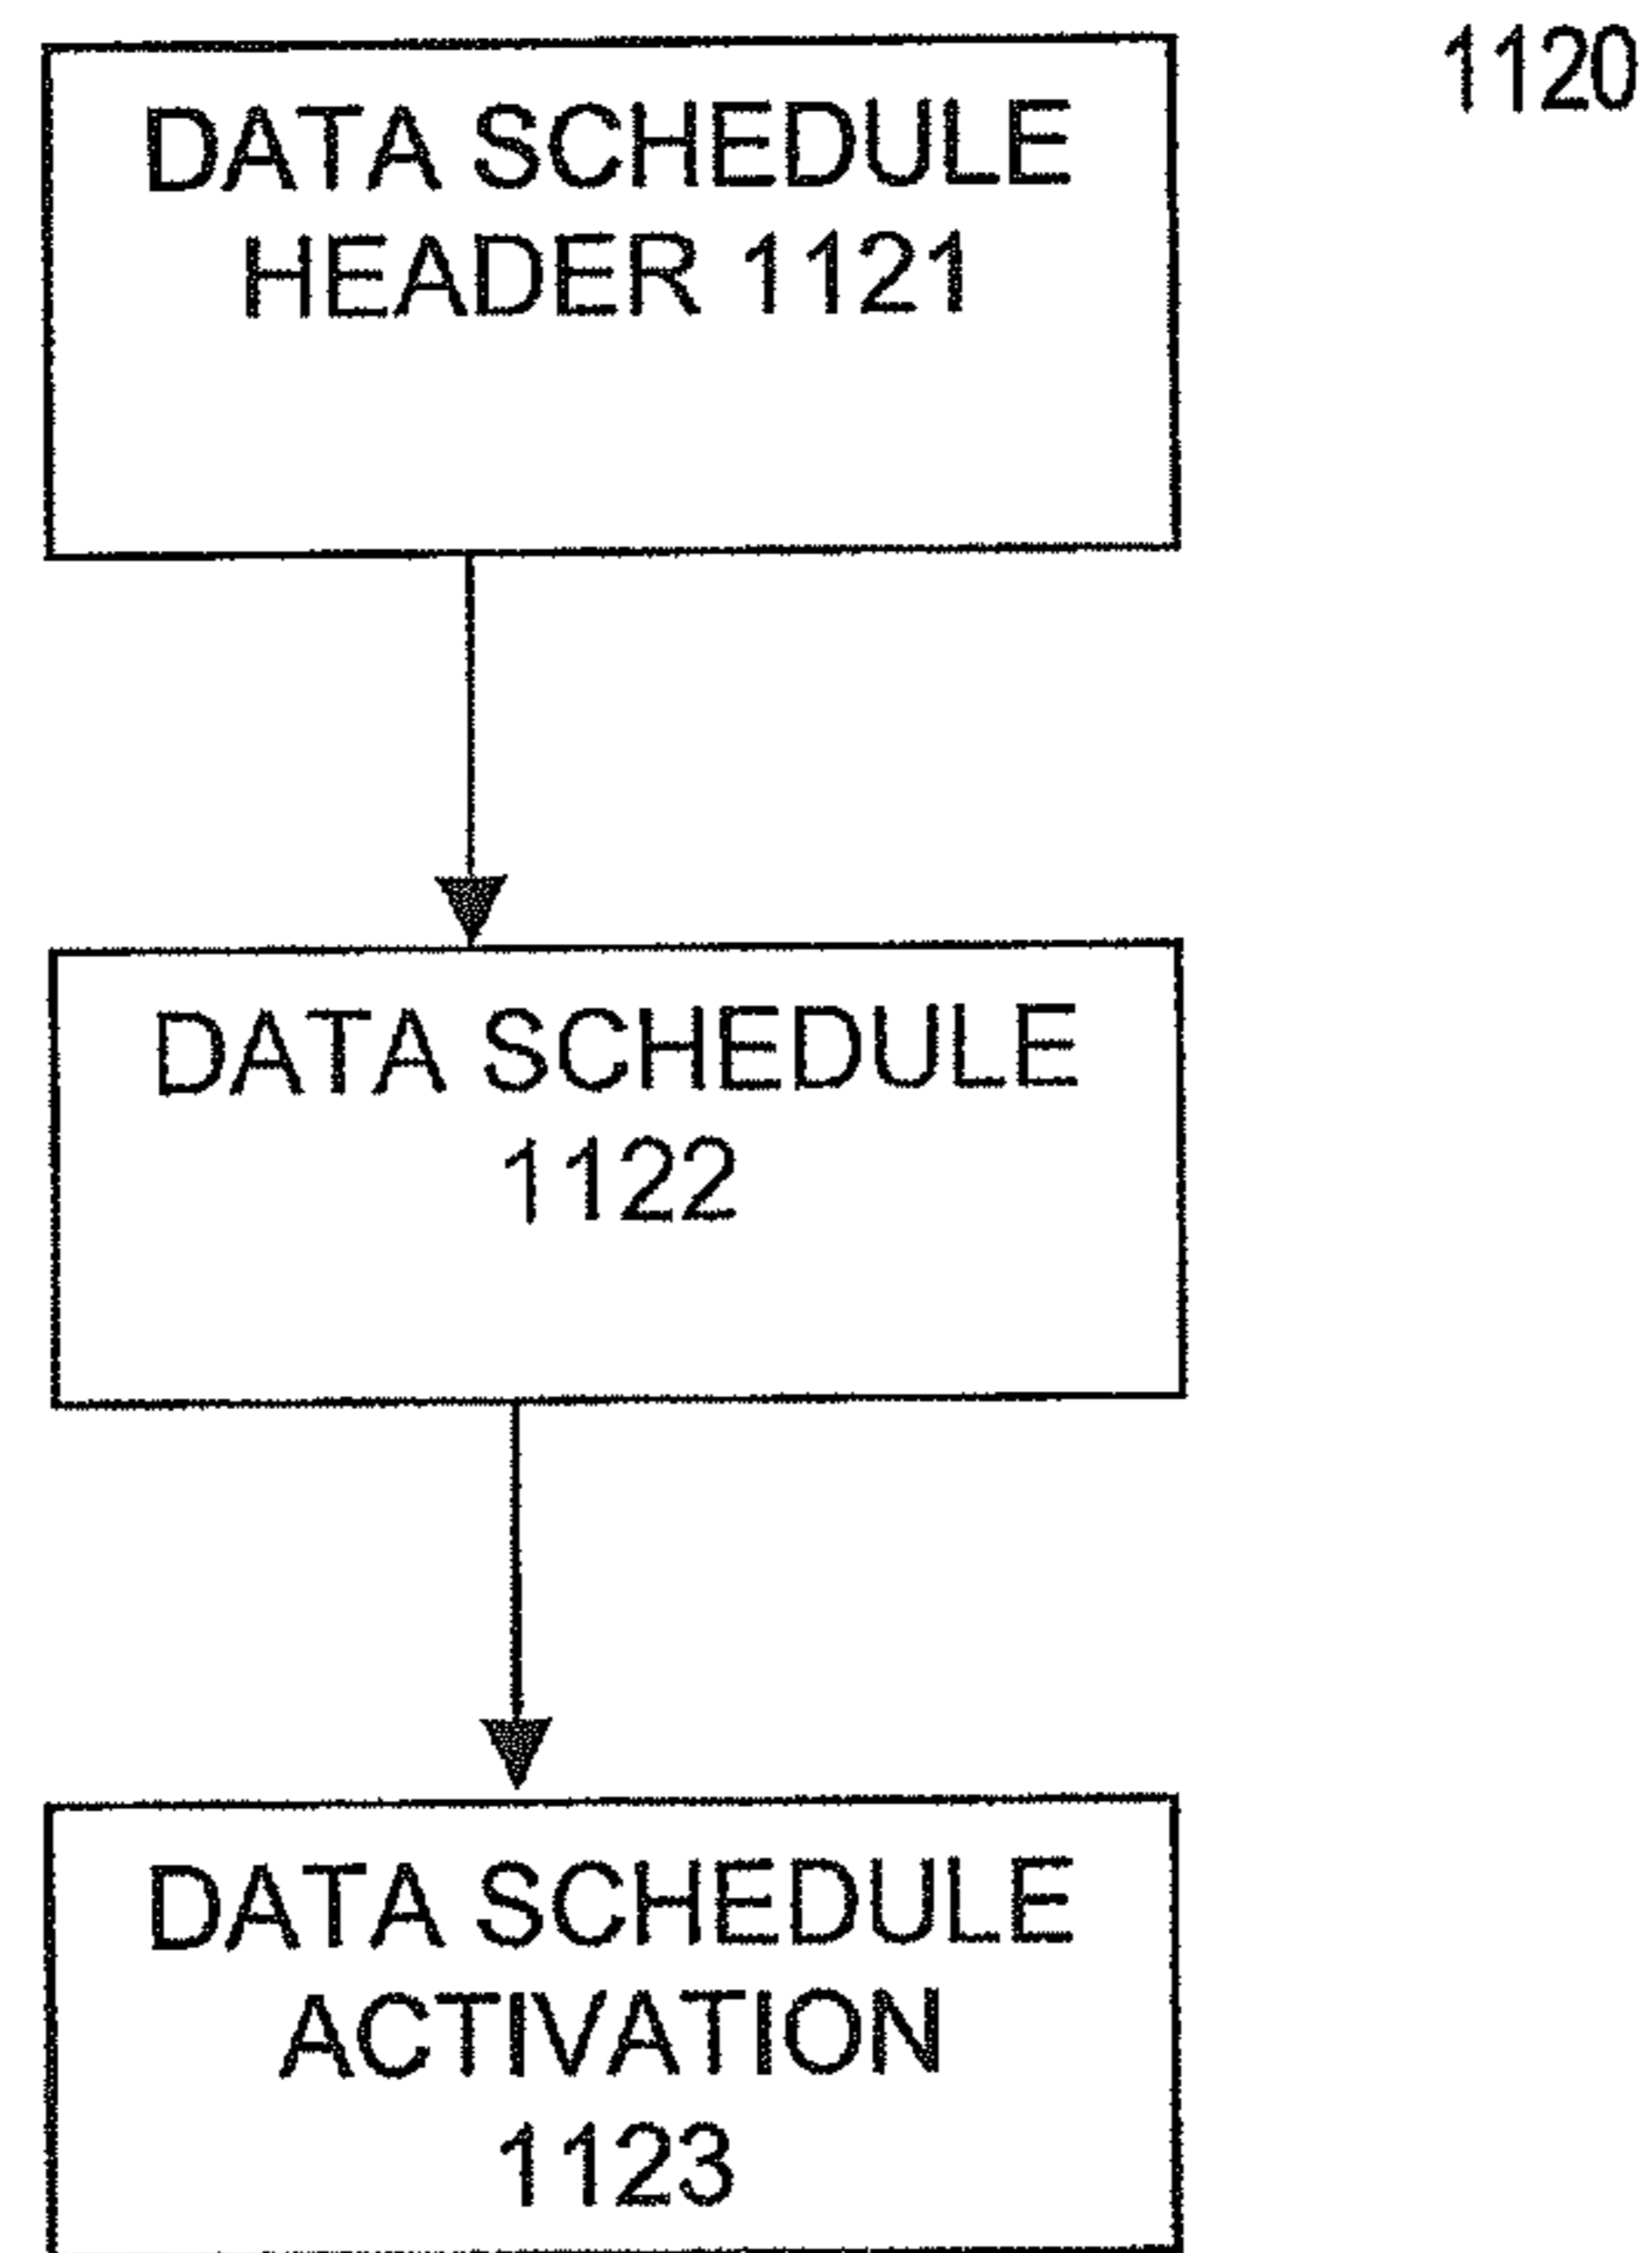 1120
DATA SCHEDULE
HEADER 1121
DATA SCHEDULE
1122
DATA SCHEDULE
ACTIVATION
1123